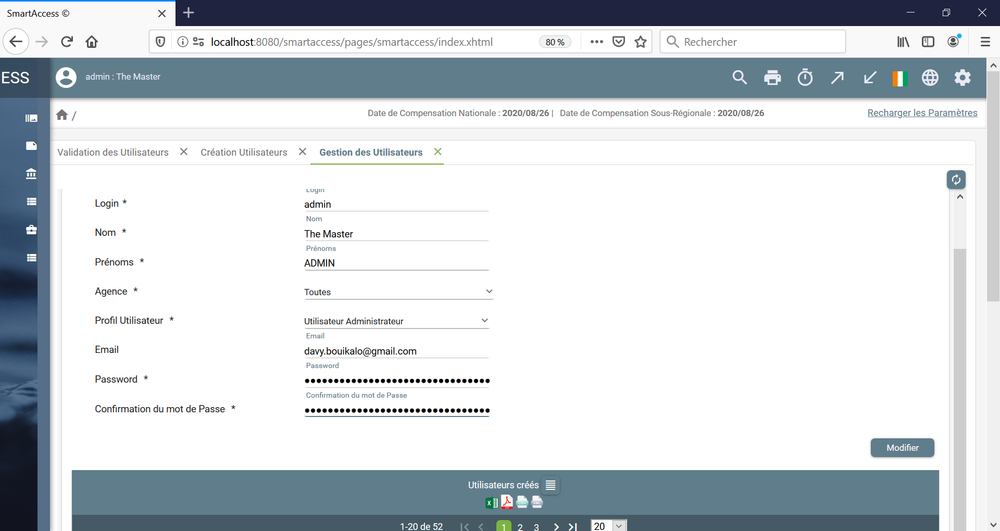 SmartAccess ©
localhost:8080/smartaccess/pages/smartaccess/index.xhtml
80 %
Rechercher
ESS
admin : The Master
/
Date de Compensation Nationale : 2020/08/26 | Date de Compensation Sous-Régionale : 2020/08/26
Recharger les Paramètres
Validation des Utilisateurs
Création Utilisateurs
Gestion des Utilisateurs
Login
Login *
admin
Nom
Nom *
The Master
Prénoms
Prénoms *
ADMIN
Agence *
Toutes
Profil Utilisateur *
Utilisateur Administrateur
Email
Email
davy.bouikalo@gmail.com
Password
Password *
Confirmation du mot de Passe
Confirmation du mot de Passe *
Modifier
Utilisateurs créés
CSV
XML
1-20 de 52
1 2 3
20